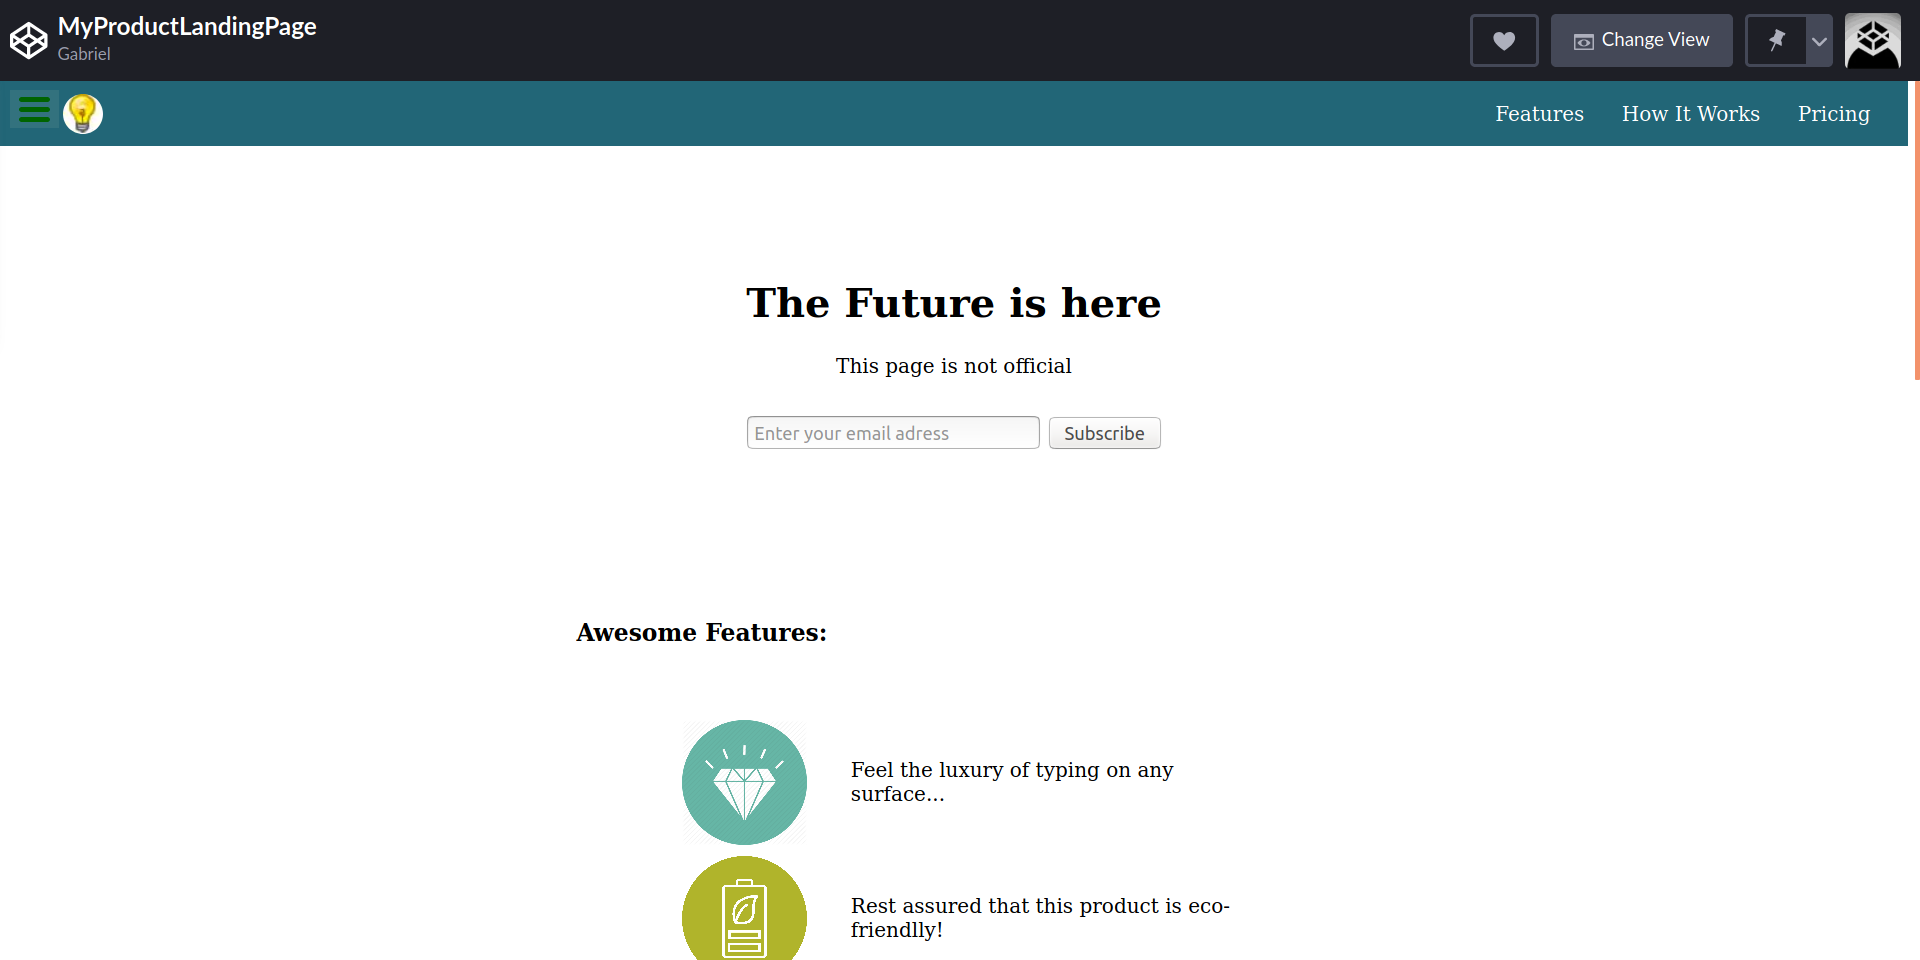 MyProductLandingPage
Gabriel
Change View
Features
How It Works
Pricing
The Future is here
This page is not official
Enter your email adress
Subscribe
Awesome Features:
Feel the luxury of typing on any
surface...
Rest assured that this product is eco-
friendlly!